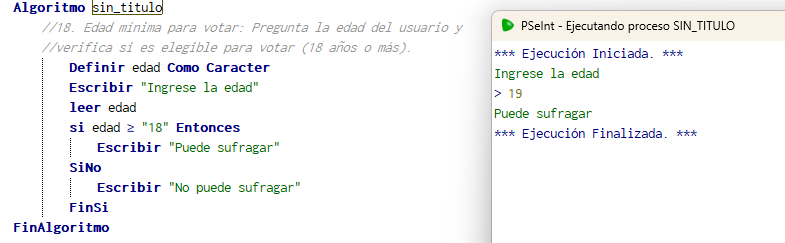 Algoritmo sin_titulo
//18. Edad mínima para votar: Pregunta la edad del usuario y
//verifica si es elegible para votar (18 años o más).
Definir edad Como Caracter
Escribir "Ingrese la edad"
leer edad
si edad ≥ "18" Entonces
Escribir "Puede sufragar"
SiNo
Escribir "No puede sufragar"
FinSi
FinAlgoritmo
PSeInt - Ejecutando proceso SIN_TITULO
*** Ejecución Iniciada. ***
Ingrese la edad
> 19
Puede sufragar
*** Ejecución Finalizada. ***